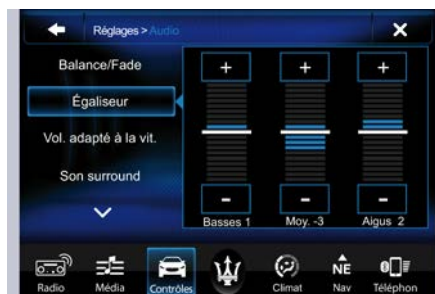 Réglages > Audio
Balance/Fade
Égaliseur
Vol. adapté à la vit.
Son surround
+ + +
- - -
Basses 1 Moy. -3 Aigus 2
Radio Média Contrôles Climat NE Nav Téléphon